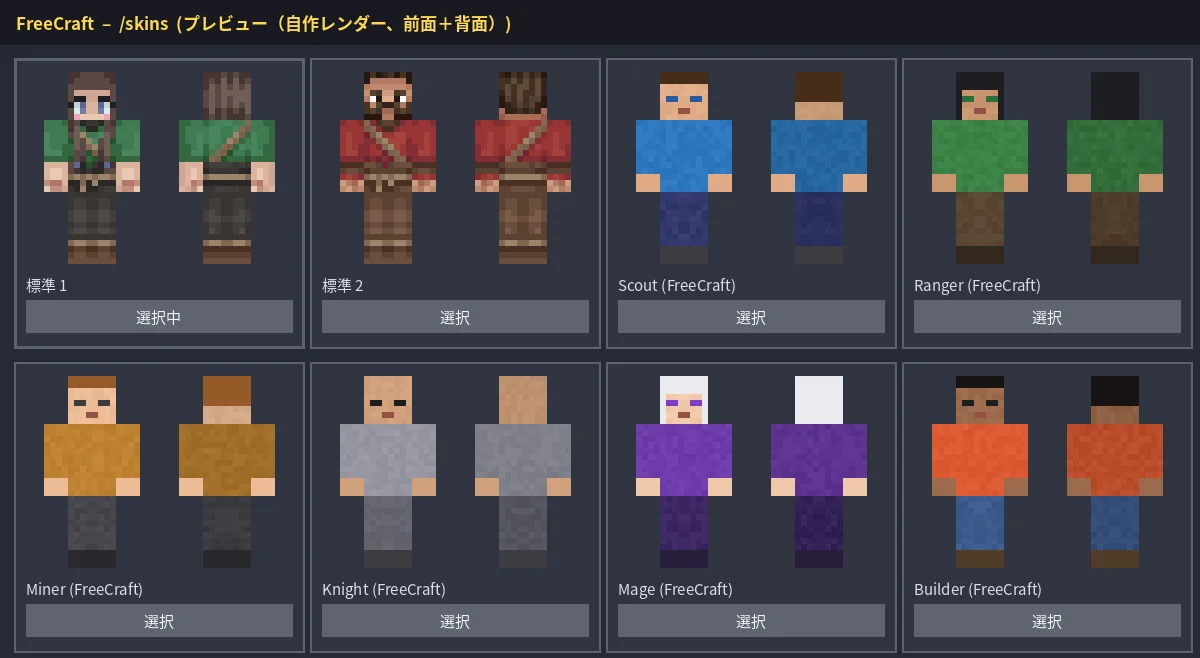 FreeCraft － /skins (プレビュー（自作レンダー、前面＋背面）)
標準 1
標準 2
Scout (FreeCraft)
Ranger (FreeCraft)
選択中
選択
選択
選択
Miner (FreeCraft)
Knight (FreeCraft)
Mage (FreeCraft)
Builder (FreeCraft)
選択
選択
選択
選択